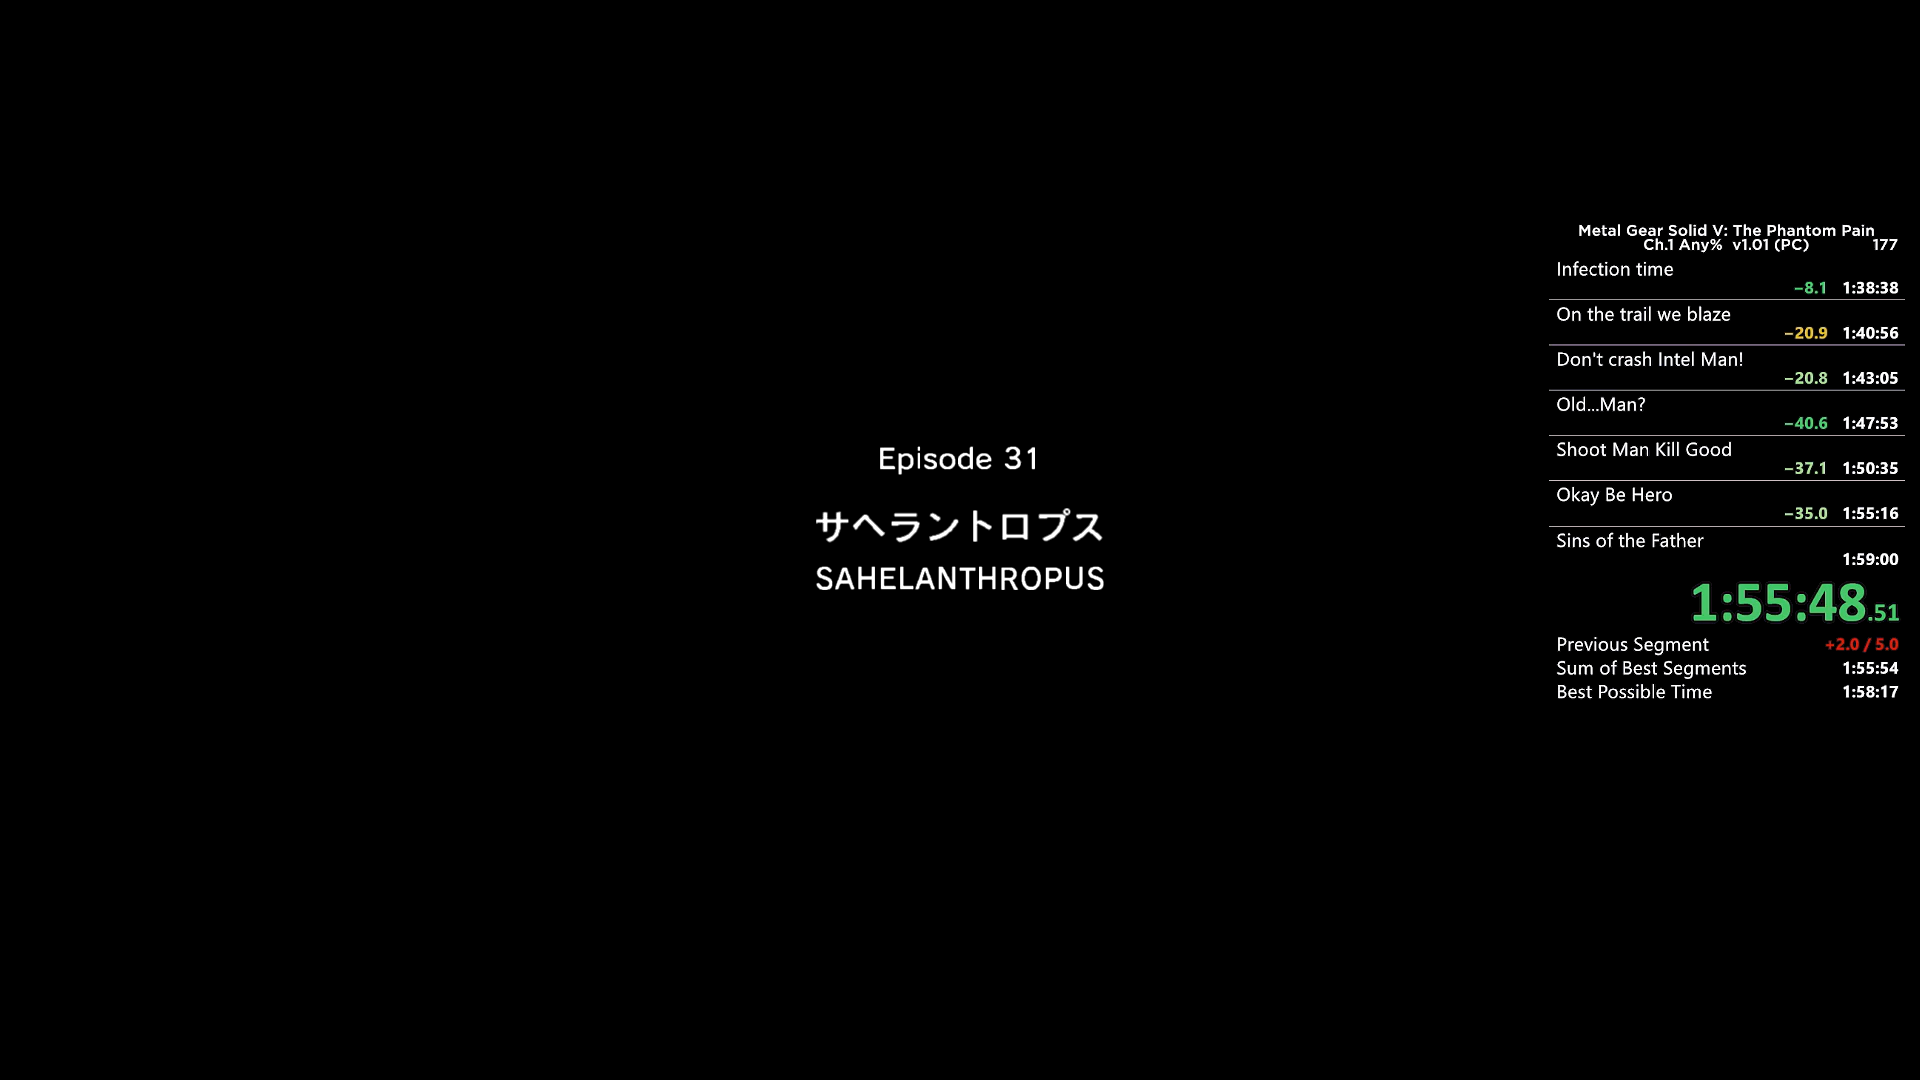 Episode 31
サヘラントロプス
SAHELANTHROPUS
Metal Gear Solid V: The Phantom Pain
Ch.1 Any% v1.01 (PC) 177
Infection time
−8.1 1:38:38
On the trail we blaze
−20.9 1:40:56
Don't crash Intel Man!
−20.8 1:43:05
Old...Man?
−40.6 1:47:53
Shoot Man Kill Good
−37.1 1:50:35
Okay Be Hero
−35.0 1:55:16
Sins of the Father
1:59:00
1:55:48.51
Previous Segment +2.0 / 5.0
Sum of Best Segments 1:55:54
Best Possible Time 1:58:17